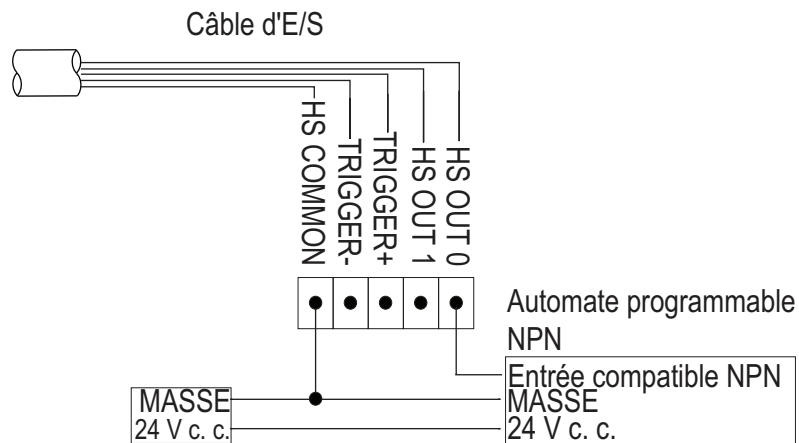 Câble d'E/S
HS COMMON
TRIGGER-
TRIGGER+
HS OUT 1
HS OUT 0
Automate programmable
NPN
Entrée compatible NPN
MASSE
MASSE
24 V c. c.
24 V c. c.